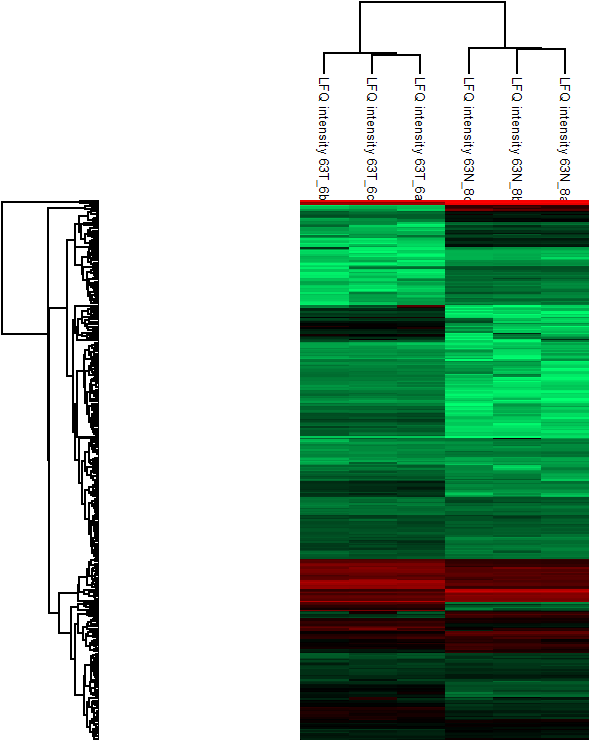 LFQ intensity 63T_6b
LFQ intensity 63T_6c
LFQ intensity 63T_6a
LFQ intensity 63N_8c
LFQ intensity 63N_8b
LFQ intensity 63N_8a